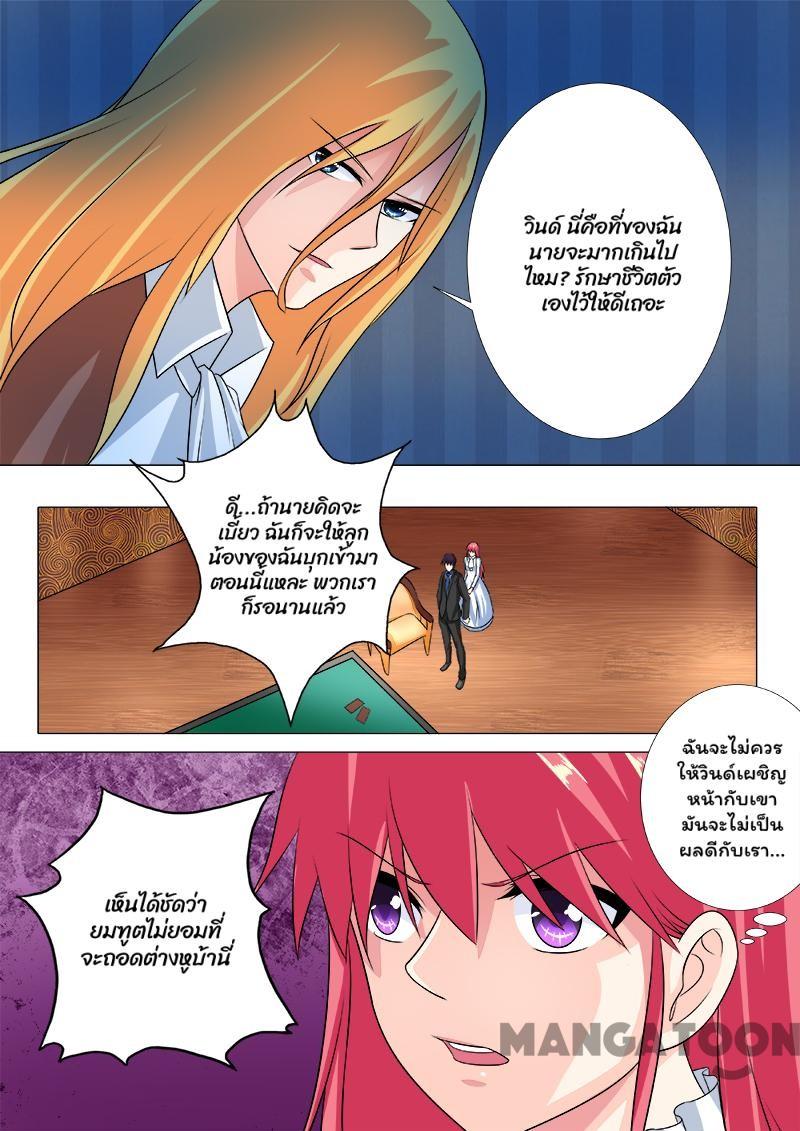 วินด์ นี่คือที่ของฉัน
นายจะมากเกินไป
ไหม? รักษาชีวิตตัว
เองไว้ให้ดีเถอะ
ดี...ถ้านายคิดจะ
เบี้ยว ฉันก็จะให้ลูก
น้องของฉันบุกเข้ามา
ตอนนี้แหละ พวกเรา
ก็รอนานแล้ว
ฉันจะไม่ควร
ให้วินด์เผชิญ
หน้ากับเขา
มันจะไม่เป็น
ผลดีกับเรา...
เห็นได้ชัดว่า
ยมทูตไม่ยอมที่
จะถอดต่างหูบ้านี่
MANGATOON